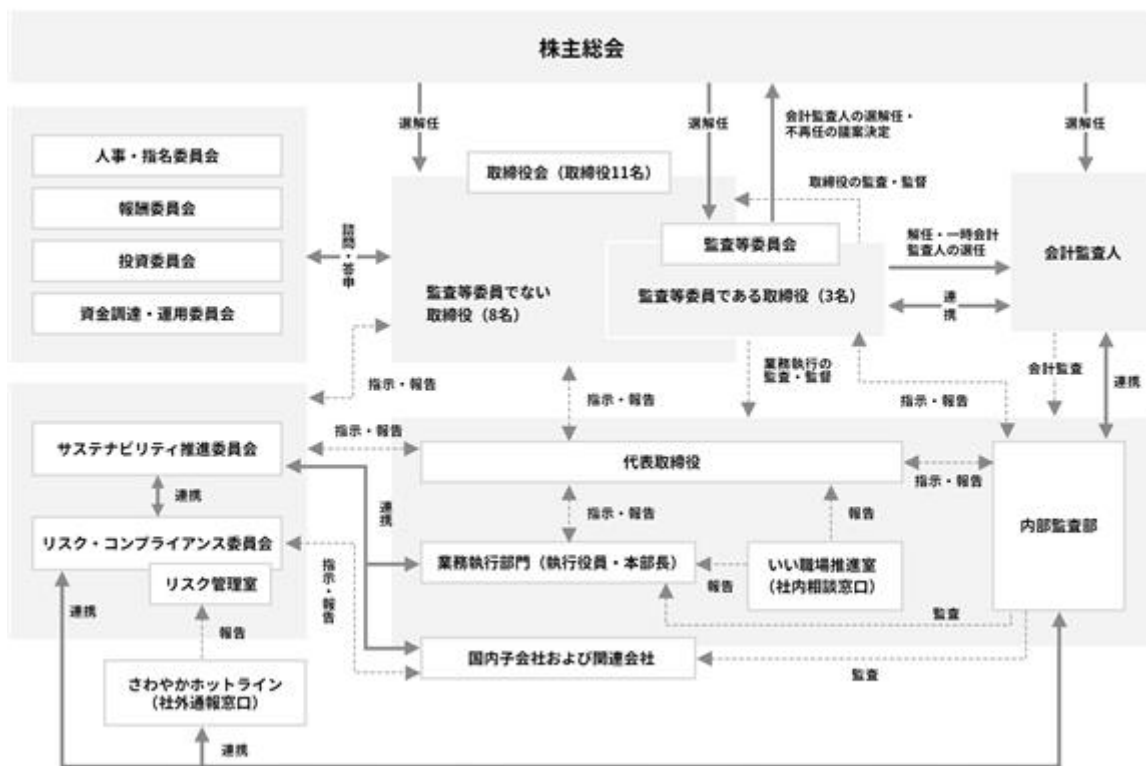 株主総会
選解任
選解任
会計監査人の選解任・
不再任の議案決定
選解任
人事・指名委員会
報酬委員会
投資委員会
資金調達・運用委員会
諮問・答申
取締役会（取締役11名）
取締役の監査・監督
監査等委員会
監査等委員でない
取締役（8名）
監査等委員である取締役（3名）
解任・一時会計
監査人の選任
連携
会計監査人
指示・報告
指示・報告
業務執行の
監査・監督
指示・報告
会計監査
連携
サステナビリティ推進委員会
指示・報告
連携
リスク・コンプライアンス委員会
リスク管理室
代表取締役
指示・報告
内部監査部
連携
指示・報告
報告
業務執行部門（執行役員・本部長）
報告
いい職場推進室
（社内相談窓口）
指示・報告
監査
国内子会社および関連会社
監査
連携
報告
さわやかホットライン
（社外通報窓口）
連携